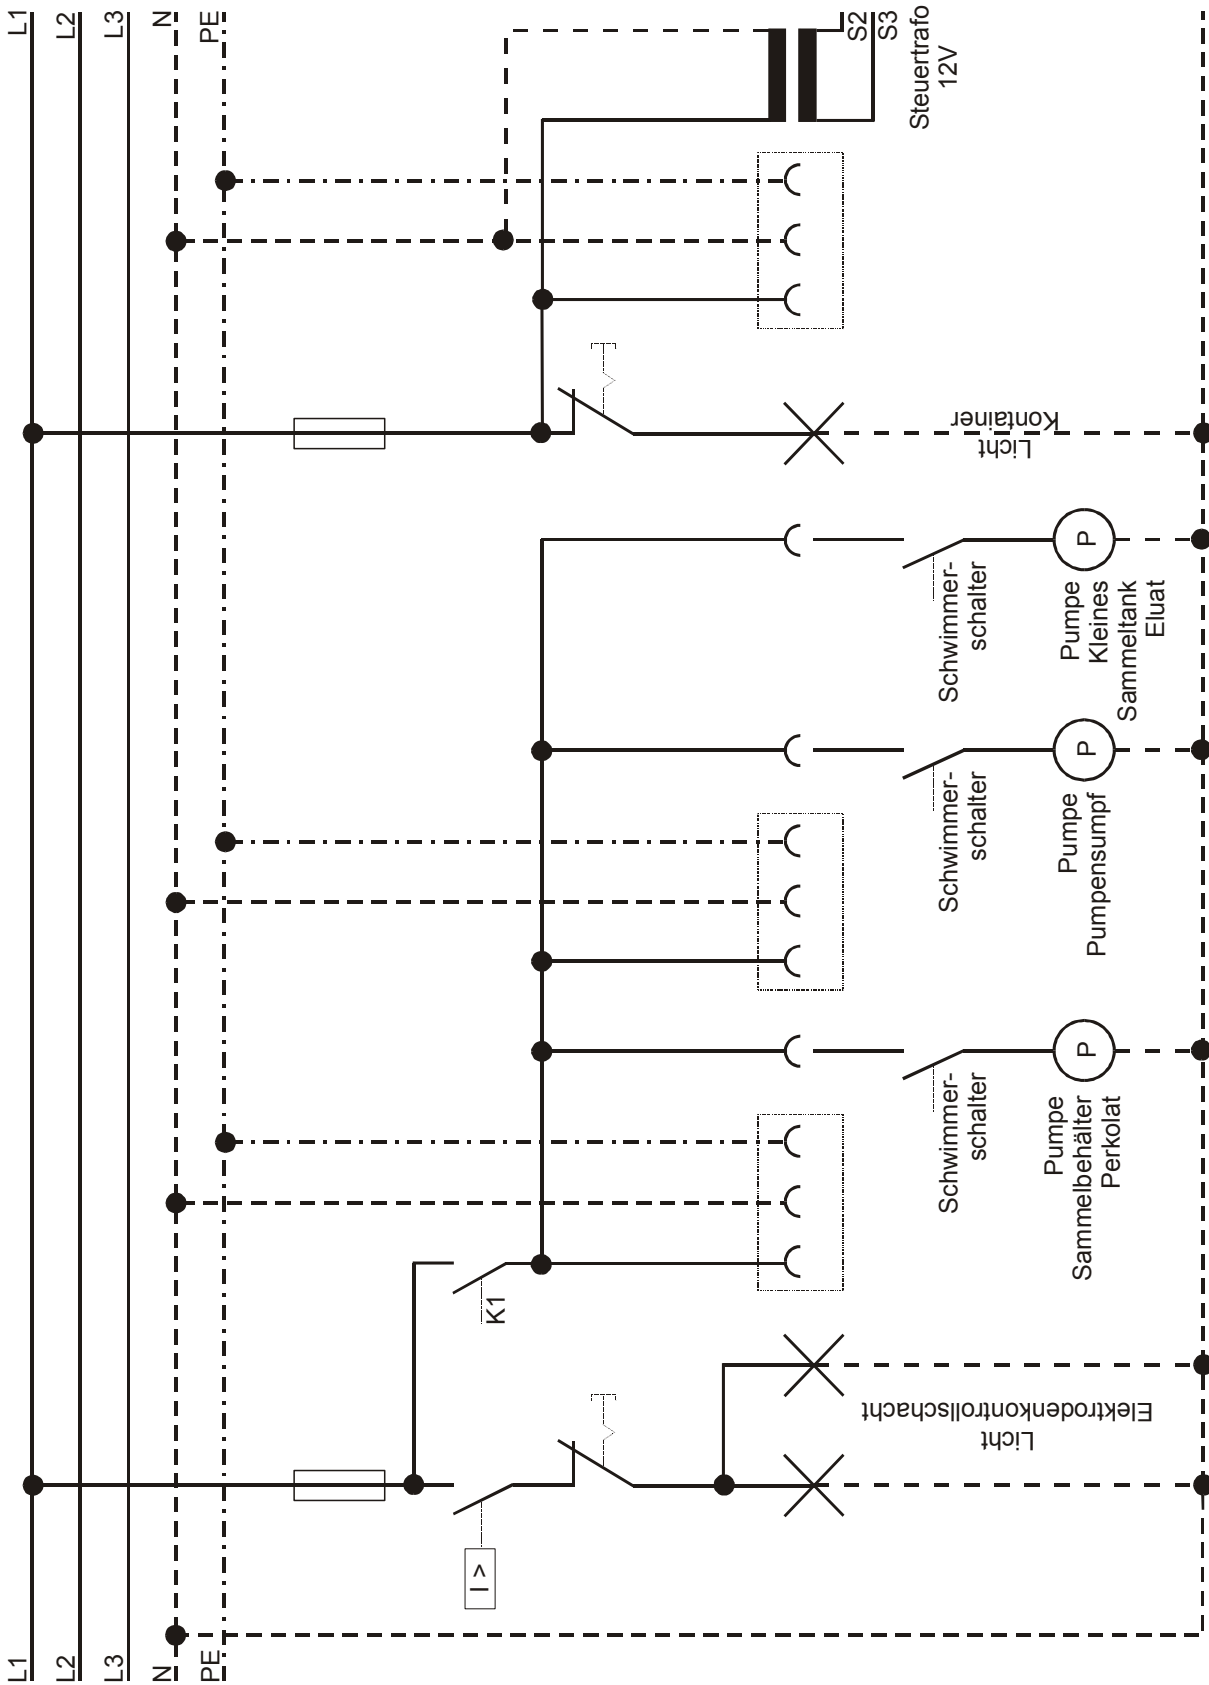 L1
L2
L3
N
PE
L1
L2
L3
N
PE
I >
K1
Licht
Elektrodenkontrollschacht
Schwimmer-
schalter
P
Pumpe
Sammelbehälter
Perkolat
Schwimmer-
schalter
P
Pumpe
Pumpensumpf
Schwimmer-
schalter
P
Pumpe
Kleines
Sammeltank
Eluat
Licht
Kontainer
S2
S3
Steuertrafo
12V